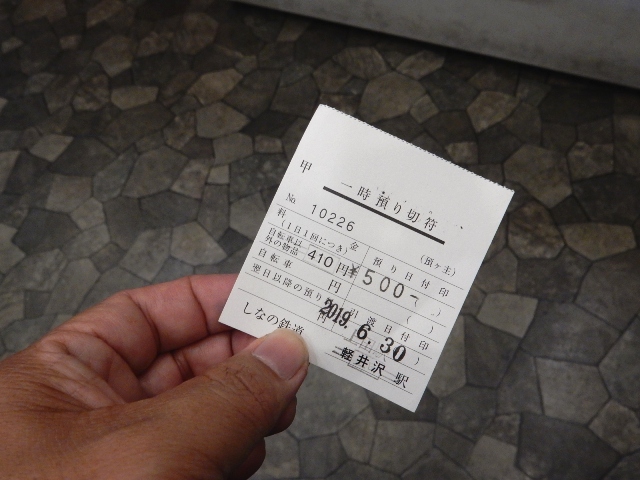 甲
一時預り切符
№ 10226
(預ヶ主)
料 金
(1日1回につき)
預り日付印
自転車以外の物品 410円
¥500-
自転車 円
( )
翌日以降の預り
引渡日付印
円
2019. 6. 30
( )
しなの鉄道
軽井沢駅